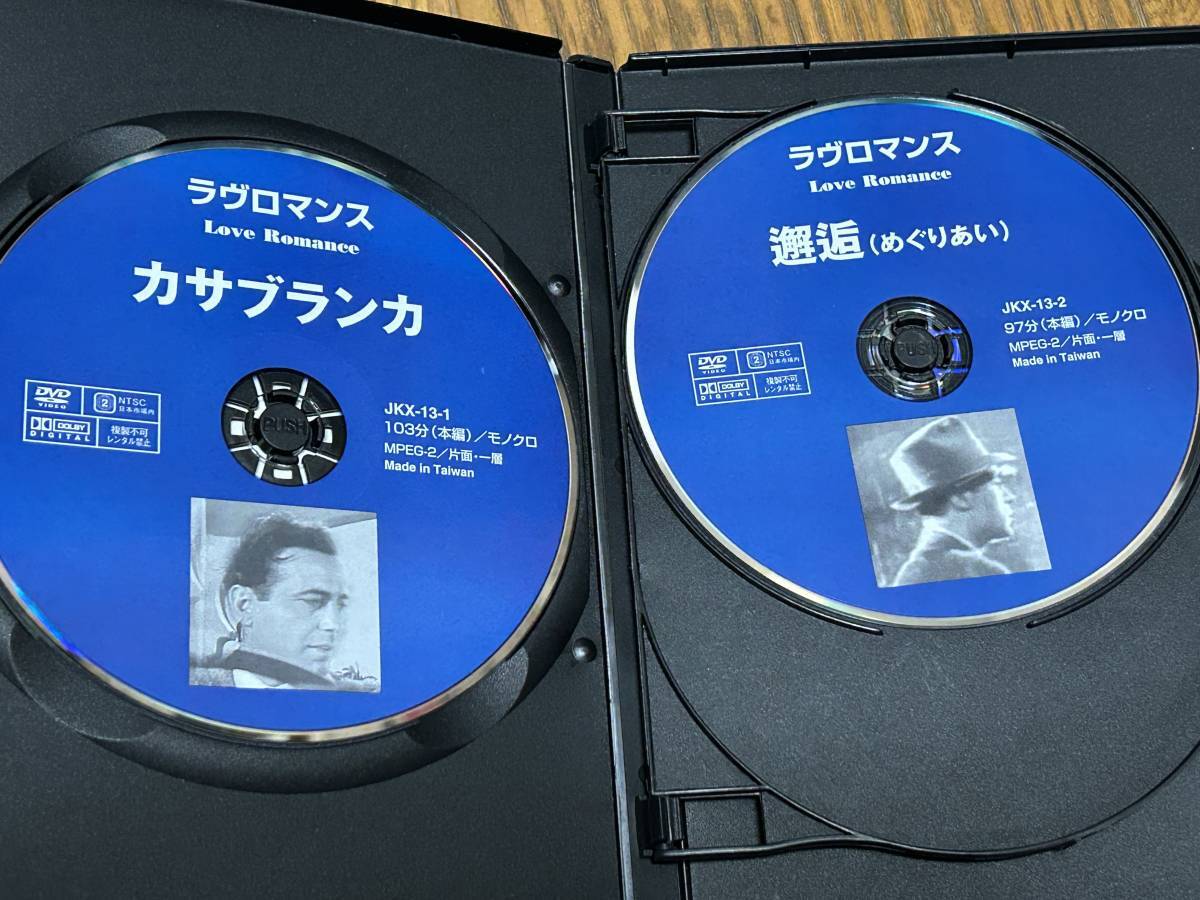 ラヴロマンス
Love Romance
カサブランカ
DVD
VIDEO
2
NTSC
日本市場内
DOLBY
DIGITAL
複製不可
レンタル禁止
PUSH
JKX-13-1
103分(本編)/モノクロ
MPEG-2/片面・一層
Made in Taiwan
ラヴロマンス
Love Romance
邂逅(めぐりあい)
DVD
VIDEO
2
NTSC
日本市場内
DOLBY
DIGITAL
複製不可
レンタル禁止
PUSH
JKX-13-2
97分(本編)/モノクロ
MPEG-2/片面・一層
Made in Taiwan